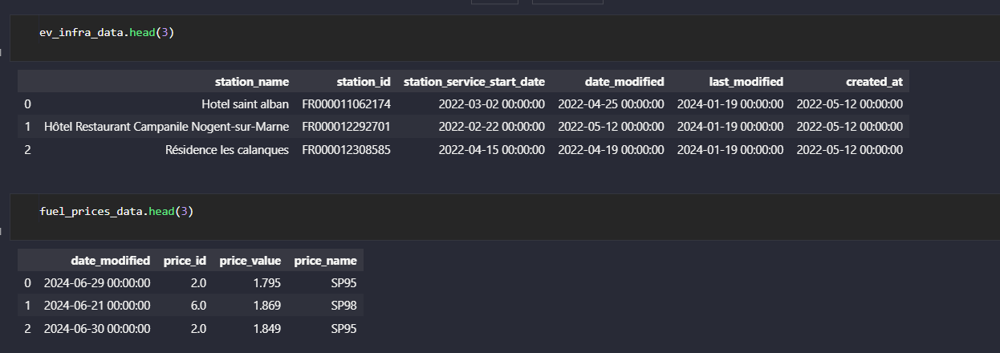 ev_infra_data.head(3)
station_name station_id station_service_start_date date_modified last_modified created_at
0 Hotel saint alban FR000011062174 2022-03-02 00:00:00 2022-04-25 00:00:00 2024-01-19 00:00:00 2022-05-12 00:00:00
1 Hôtel Restaurant Campanile Nogent-sur-Marne FR000012292701 2022-02-22 00:00:00 2022-05-12 00:00:00 2024-01-19 00:00:00 2022-05-12 00:00:00
2 Résidence les calanques FR000012308585 2022-04-15 00:00:00 2022-04-19 00:00:00 2024-01-19 00:00:00 2022-05-12 00:00:00
fuel_prices_data.head(3)
date_modified price_id price_value price_name
0 2024-06-29 00:00:00 2.0 1.795 SP95
1 2024-06-21 00:00:00 6.0 1.869 SP98
2 2024-06-30 00:00:00 2.0 1.849 SP95